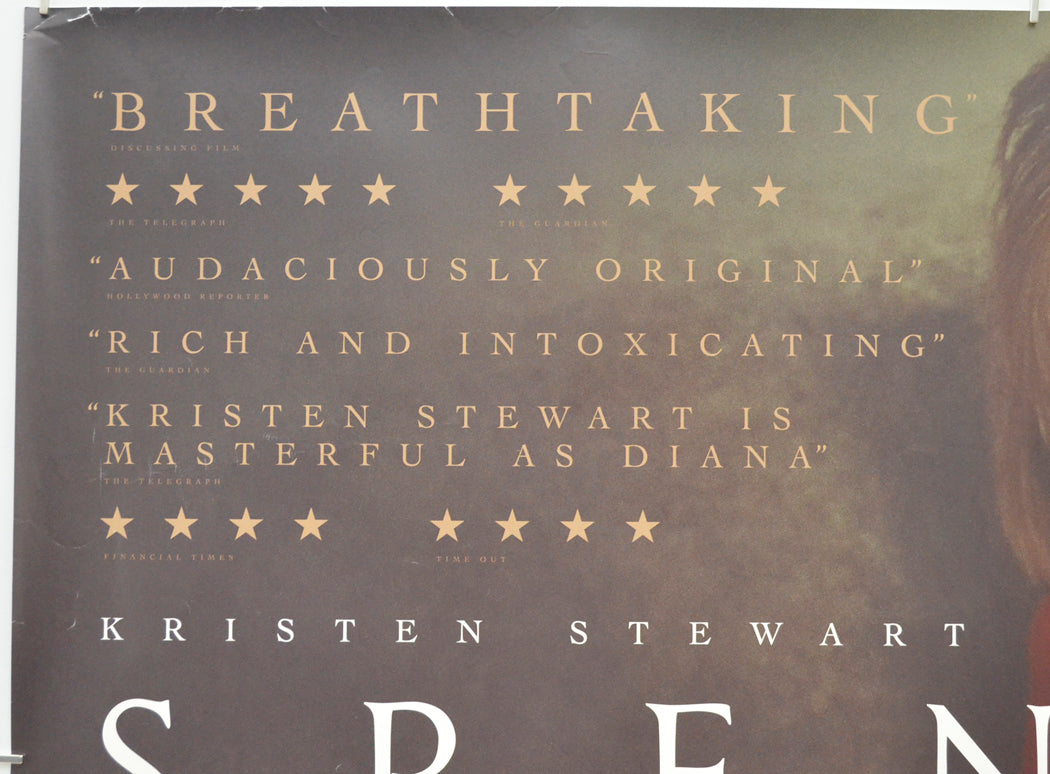 “BREATHTAKING”
DISCUSSING FILM
★★★★★ ★★★★★
THE TELEGRAPH THE GUARDIAN
“AUDACIOUSLY ORIGINAL”
HOLLYWOOD REPORTER
“RICH AND INTOXICATING”
THE GUARDIAN
“KRISTEN STEWART IS
MASTERFUL AS DIANA”
THE TELEGRAPH
★★★★ ★★★★
FINANCIAL TIMES TIME OUT
KRISTEN STEWART
SPEN